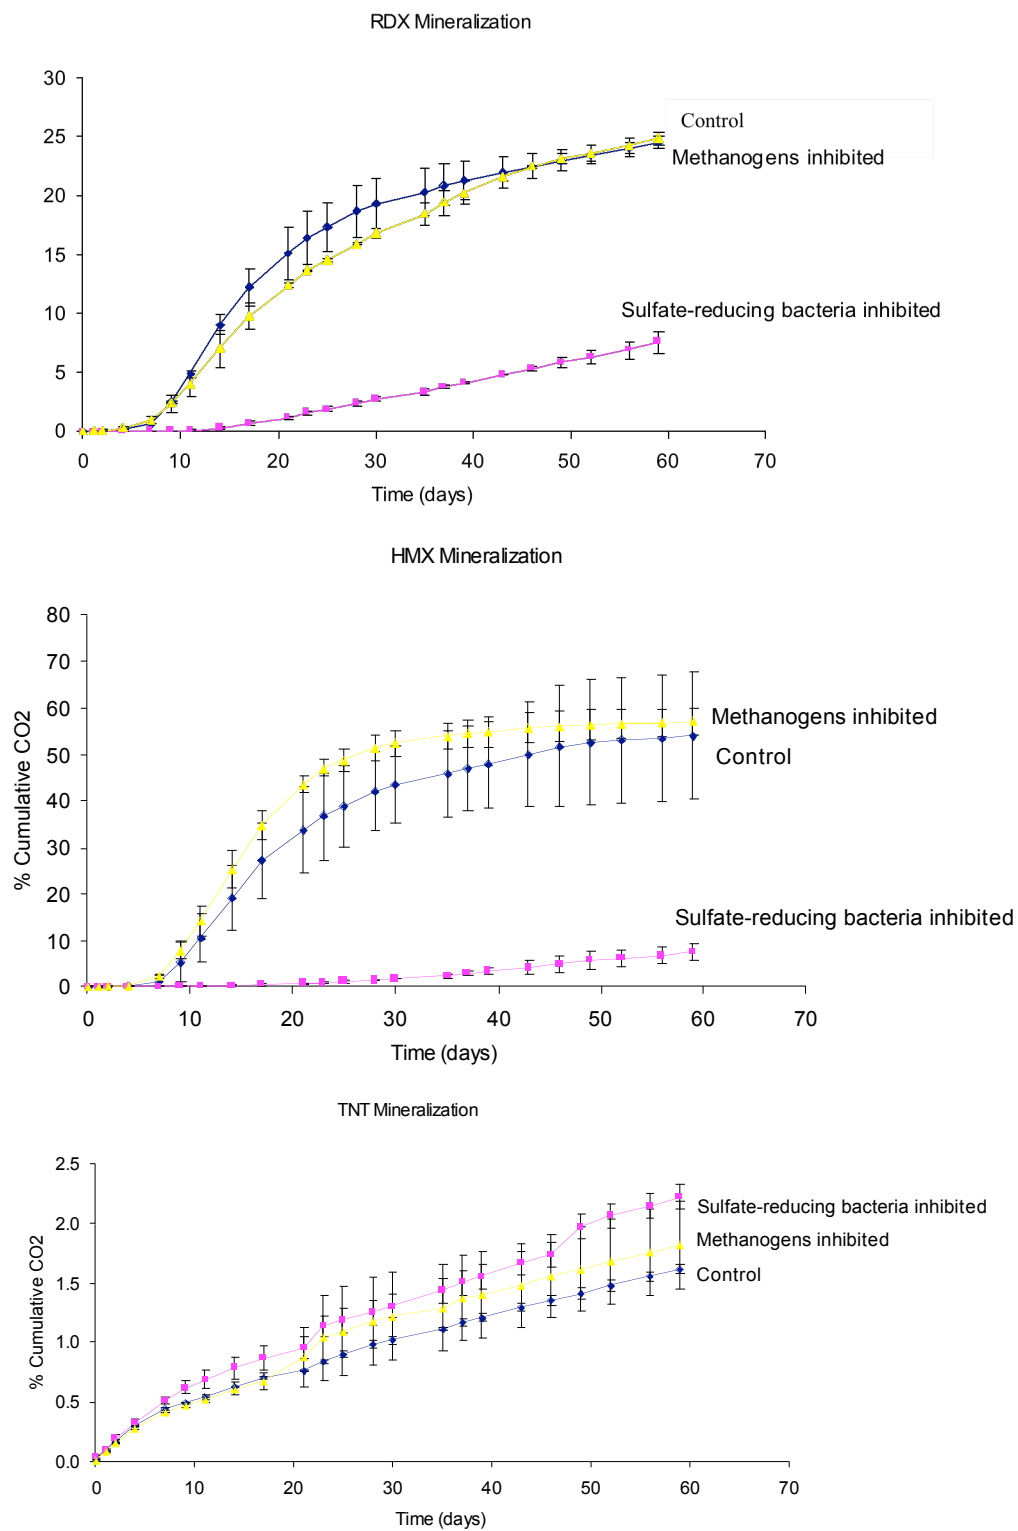 RDX Mineralization
30
25
20
15
10
5
0
Control
Methanogens inhibited
Sulfate-reducing bacteria inhibited
0 10 20 30 40 50 60 70
Time (days)
HMX Mineralization
80
70
60
50
40
30
20
10
0
% Cumulative CO2
Methanogens inhibited
Control
Sulfate-reducing bacteria inhibited
0 10 20 30 40 50 60 70
Time (days)
TNT Mineralization
2.5
2.0
1.5
1.0
0.5
0.0
% Cumulative CO2
Sulfate-reducing bacteria inhibited
Methanogens inhibited
Control
0 10 20 30 40 50 60 70
Time (days)